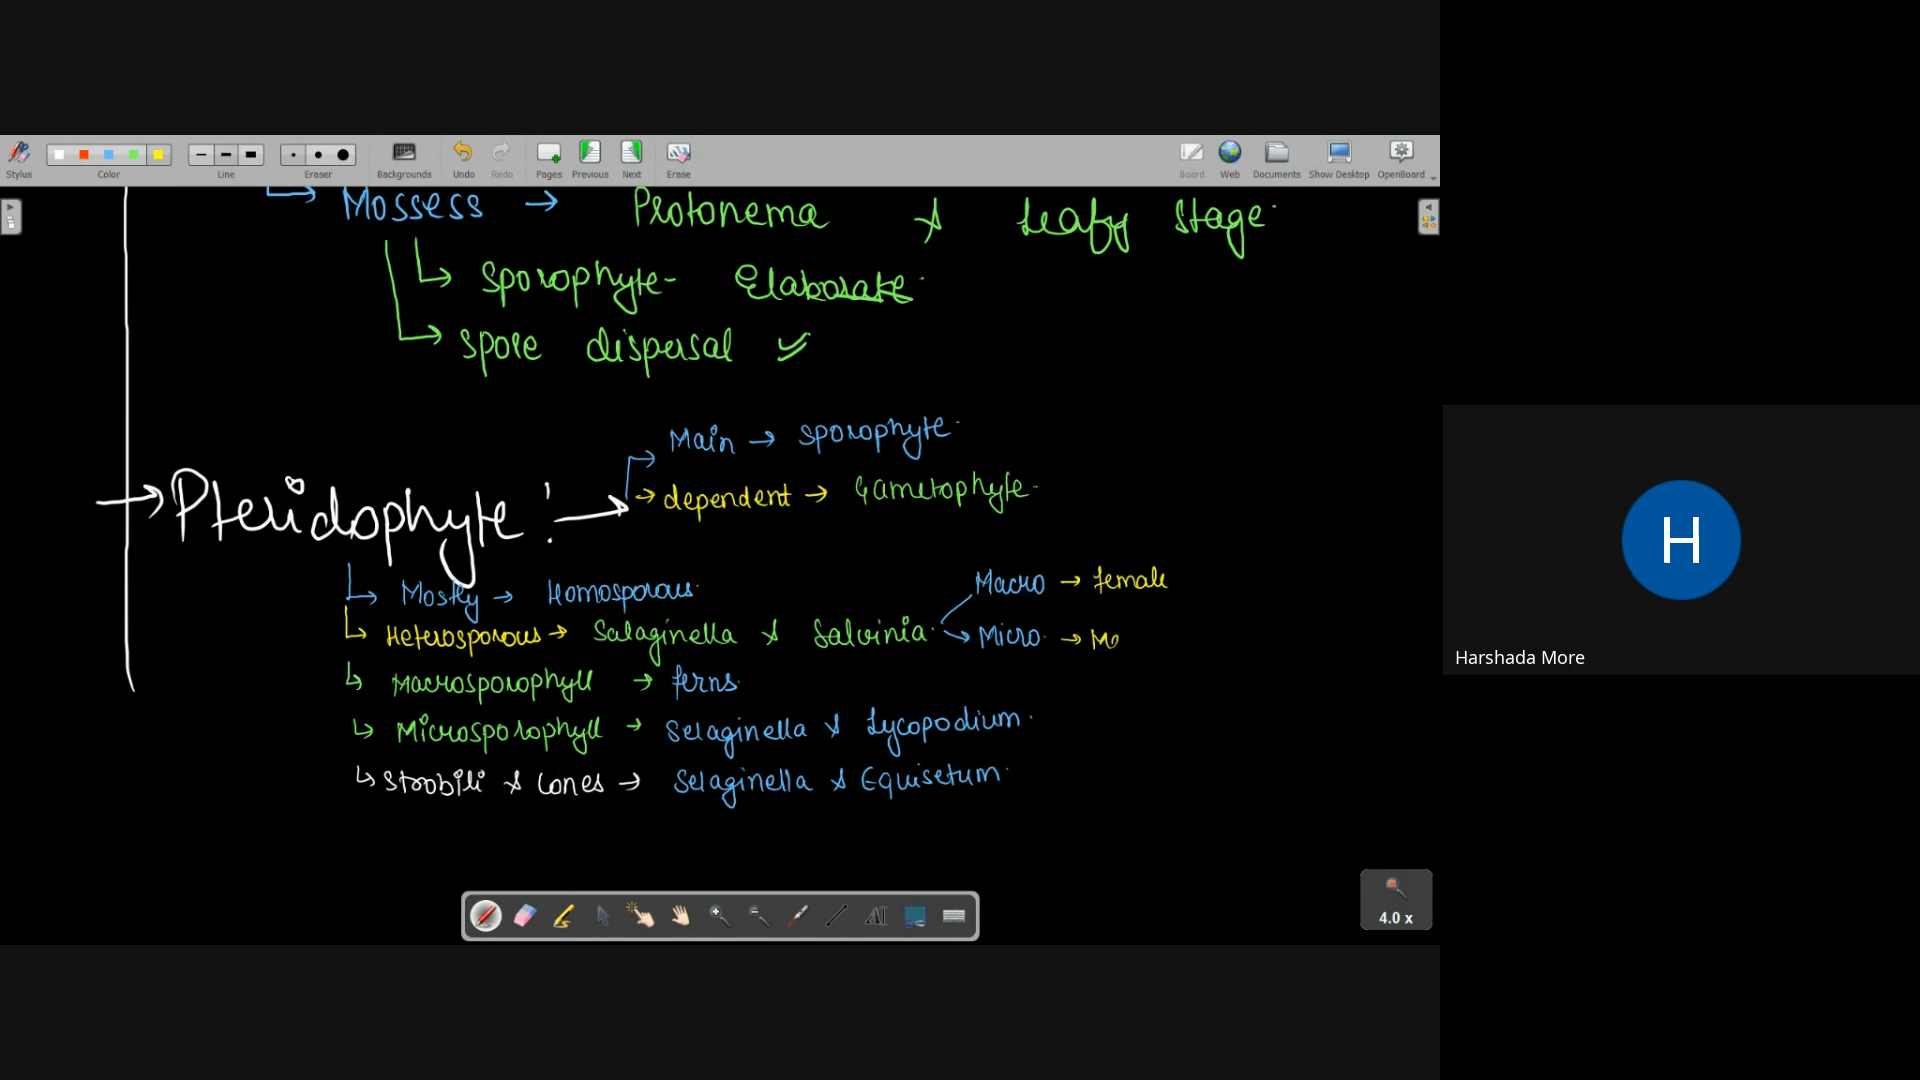 Stylus Color Line Eraser Backgrounds Undo Redo Pages Previous Next Erase Board Web Documents Show Desktop OpenBoard
Mossess → Protonema & Leafy Stage.
Sporophyte - Elaborate.
Spore dispersal
Main → Sporophyte.
→ Pteridophyte : →
→ dependent → Gametophyte.
Mostly → Homosporous.
Macro → female
Heterosporous → Salaginella & Salvinia.
Micro. → Mo
Macrosporophyll → ferns.
Microsporophyll → Selaginella & Lycopodium.
Strobili & Cones → Selaginella & Equisetum.
H
Harshada More
4.0 x